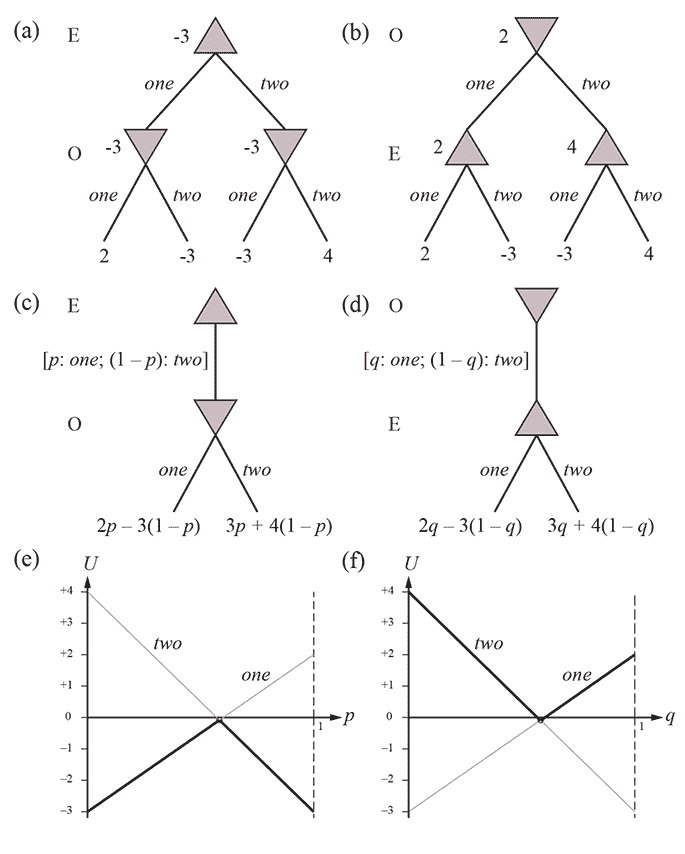 (a) E -3 (b) O 2
one two one two
O -3 -3 E 2 4
one two one two one two one two
2 -3 -3 4 2 -3 -3 4
(c) E (d) O
[p: one; (1 – p): two] [q: one; (1 – q): two]
O E
one two one two
2p – 3(1 – p) 3p + 4(1 – p) 2q – 3(1 – q) 3q + 4(1 – q)
(e) U (f) U
+4 +4
+3 +3
two two
+2 +2
one one
+1 +1
0 1 p 0 1 q
–1 –1
–2 –2
–3 –3